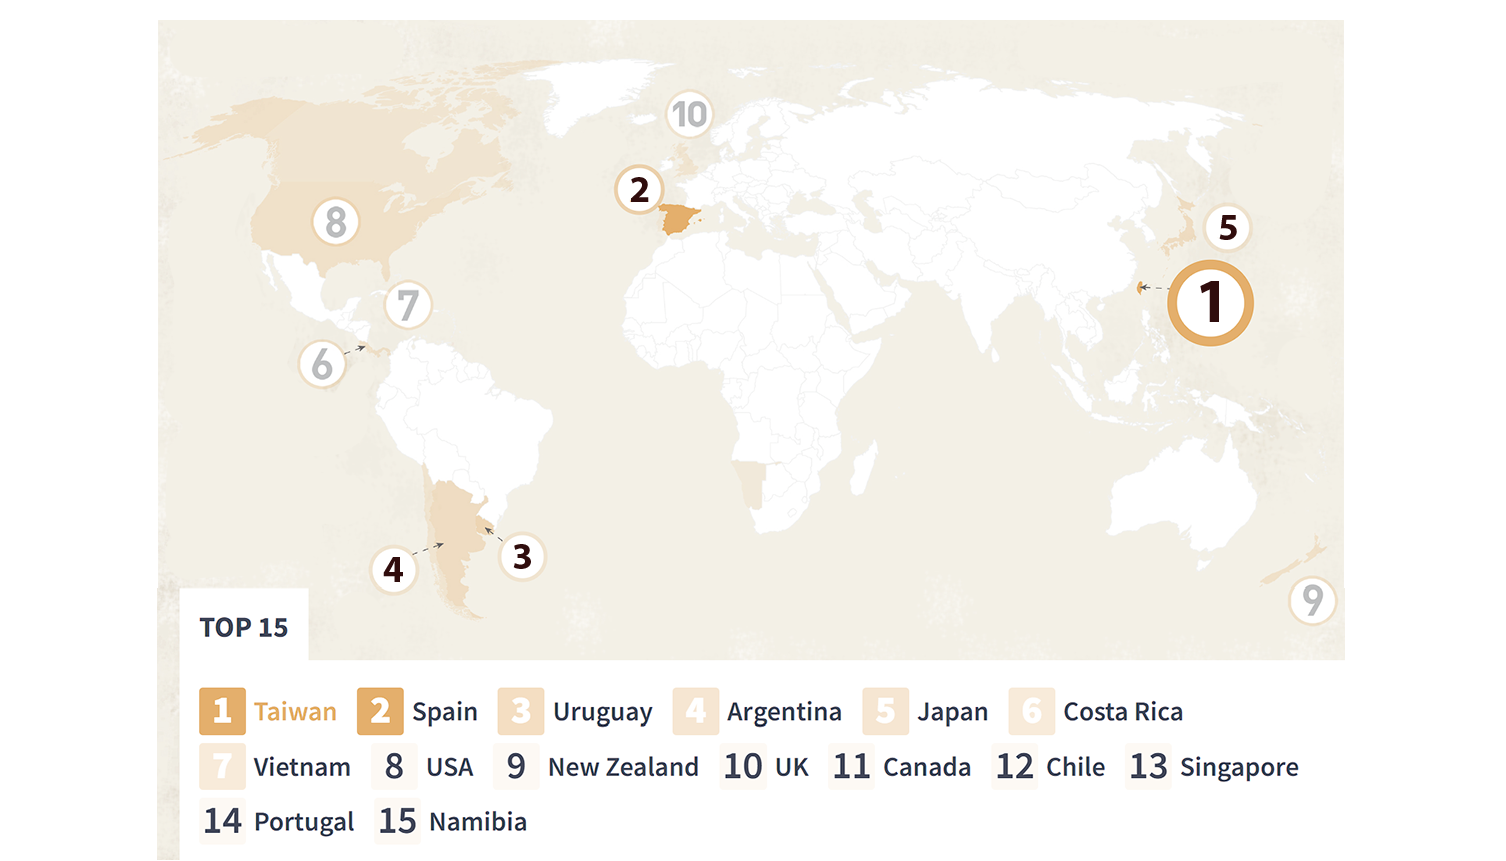 10
2
8
5
1
7
6
3
4
9
TOP 15
1 Taiwan 2 Spain 3 Uruguay 4 Argentina 5 Japan 6 Costa Rica
7 Vietnam 8 USA 9 New Zealand 10 UK 11 Canada 12 Chile 13 Singapore
14 Portugal 15 Namibia